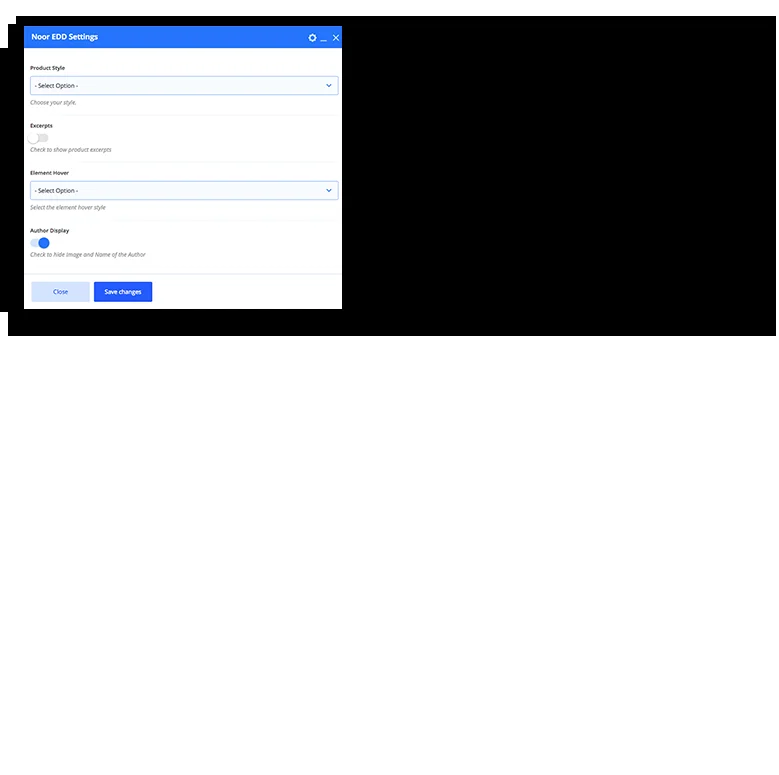 Noor EDD Settings
Product Style
- Select Option -
Choose your style.
Excerpts
Check to show product excerpts
Element Hover
- Select Option -
Select the element hover style
Author Display
Check to hide Image and Name of the Author
Close
Save changes